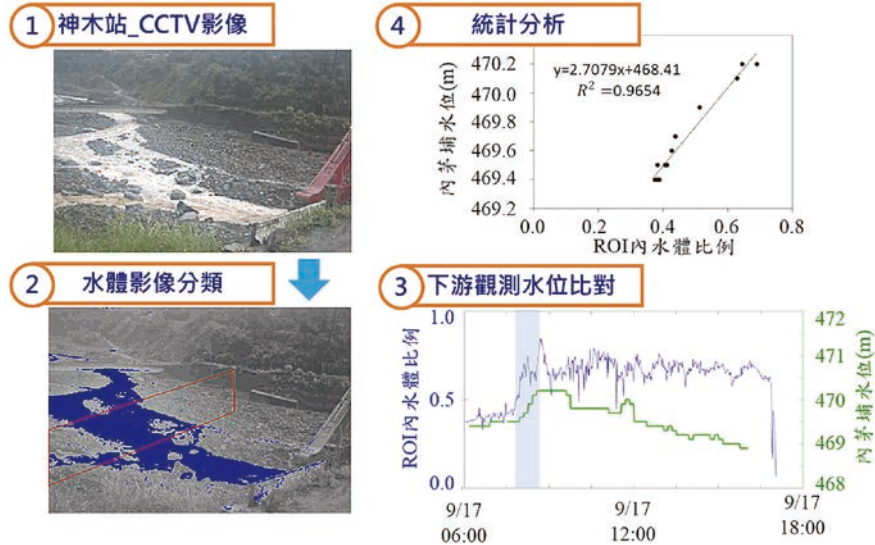 1 神木站_CCTV影像
2 水體影像分類
4 統計分析
y=2.7079x+468.41
R² =0.9654
內茅埔水位(m)
470.2
470.0
469.8
469.6
469.4
469.2
0.0 0.2 0.4 0.6 0.8
ROI內水體比例
3 下游觀測水位比對
ROI內水體比例
1.0
0.5
0.0
472
471
470
469
468
內茅埔水位(m)
9/17 9/17 9/17
06:00 12:00 18:00